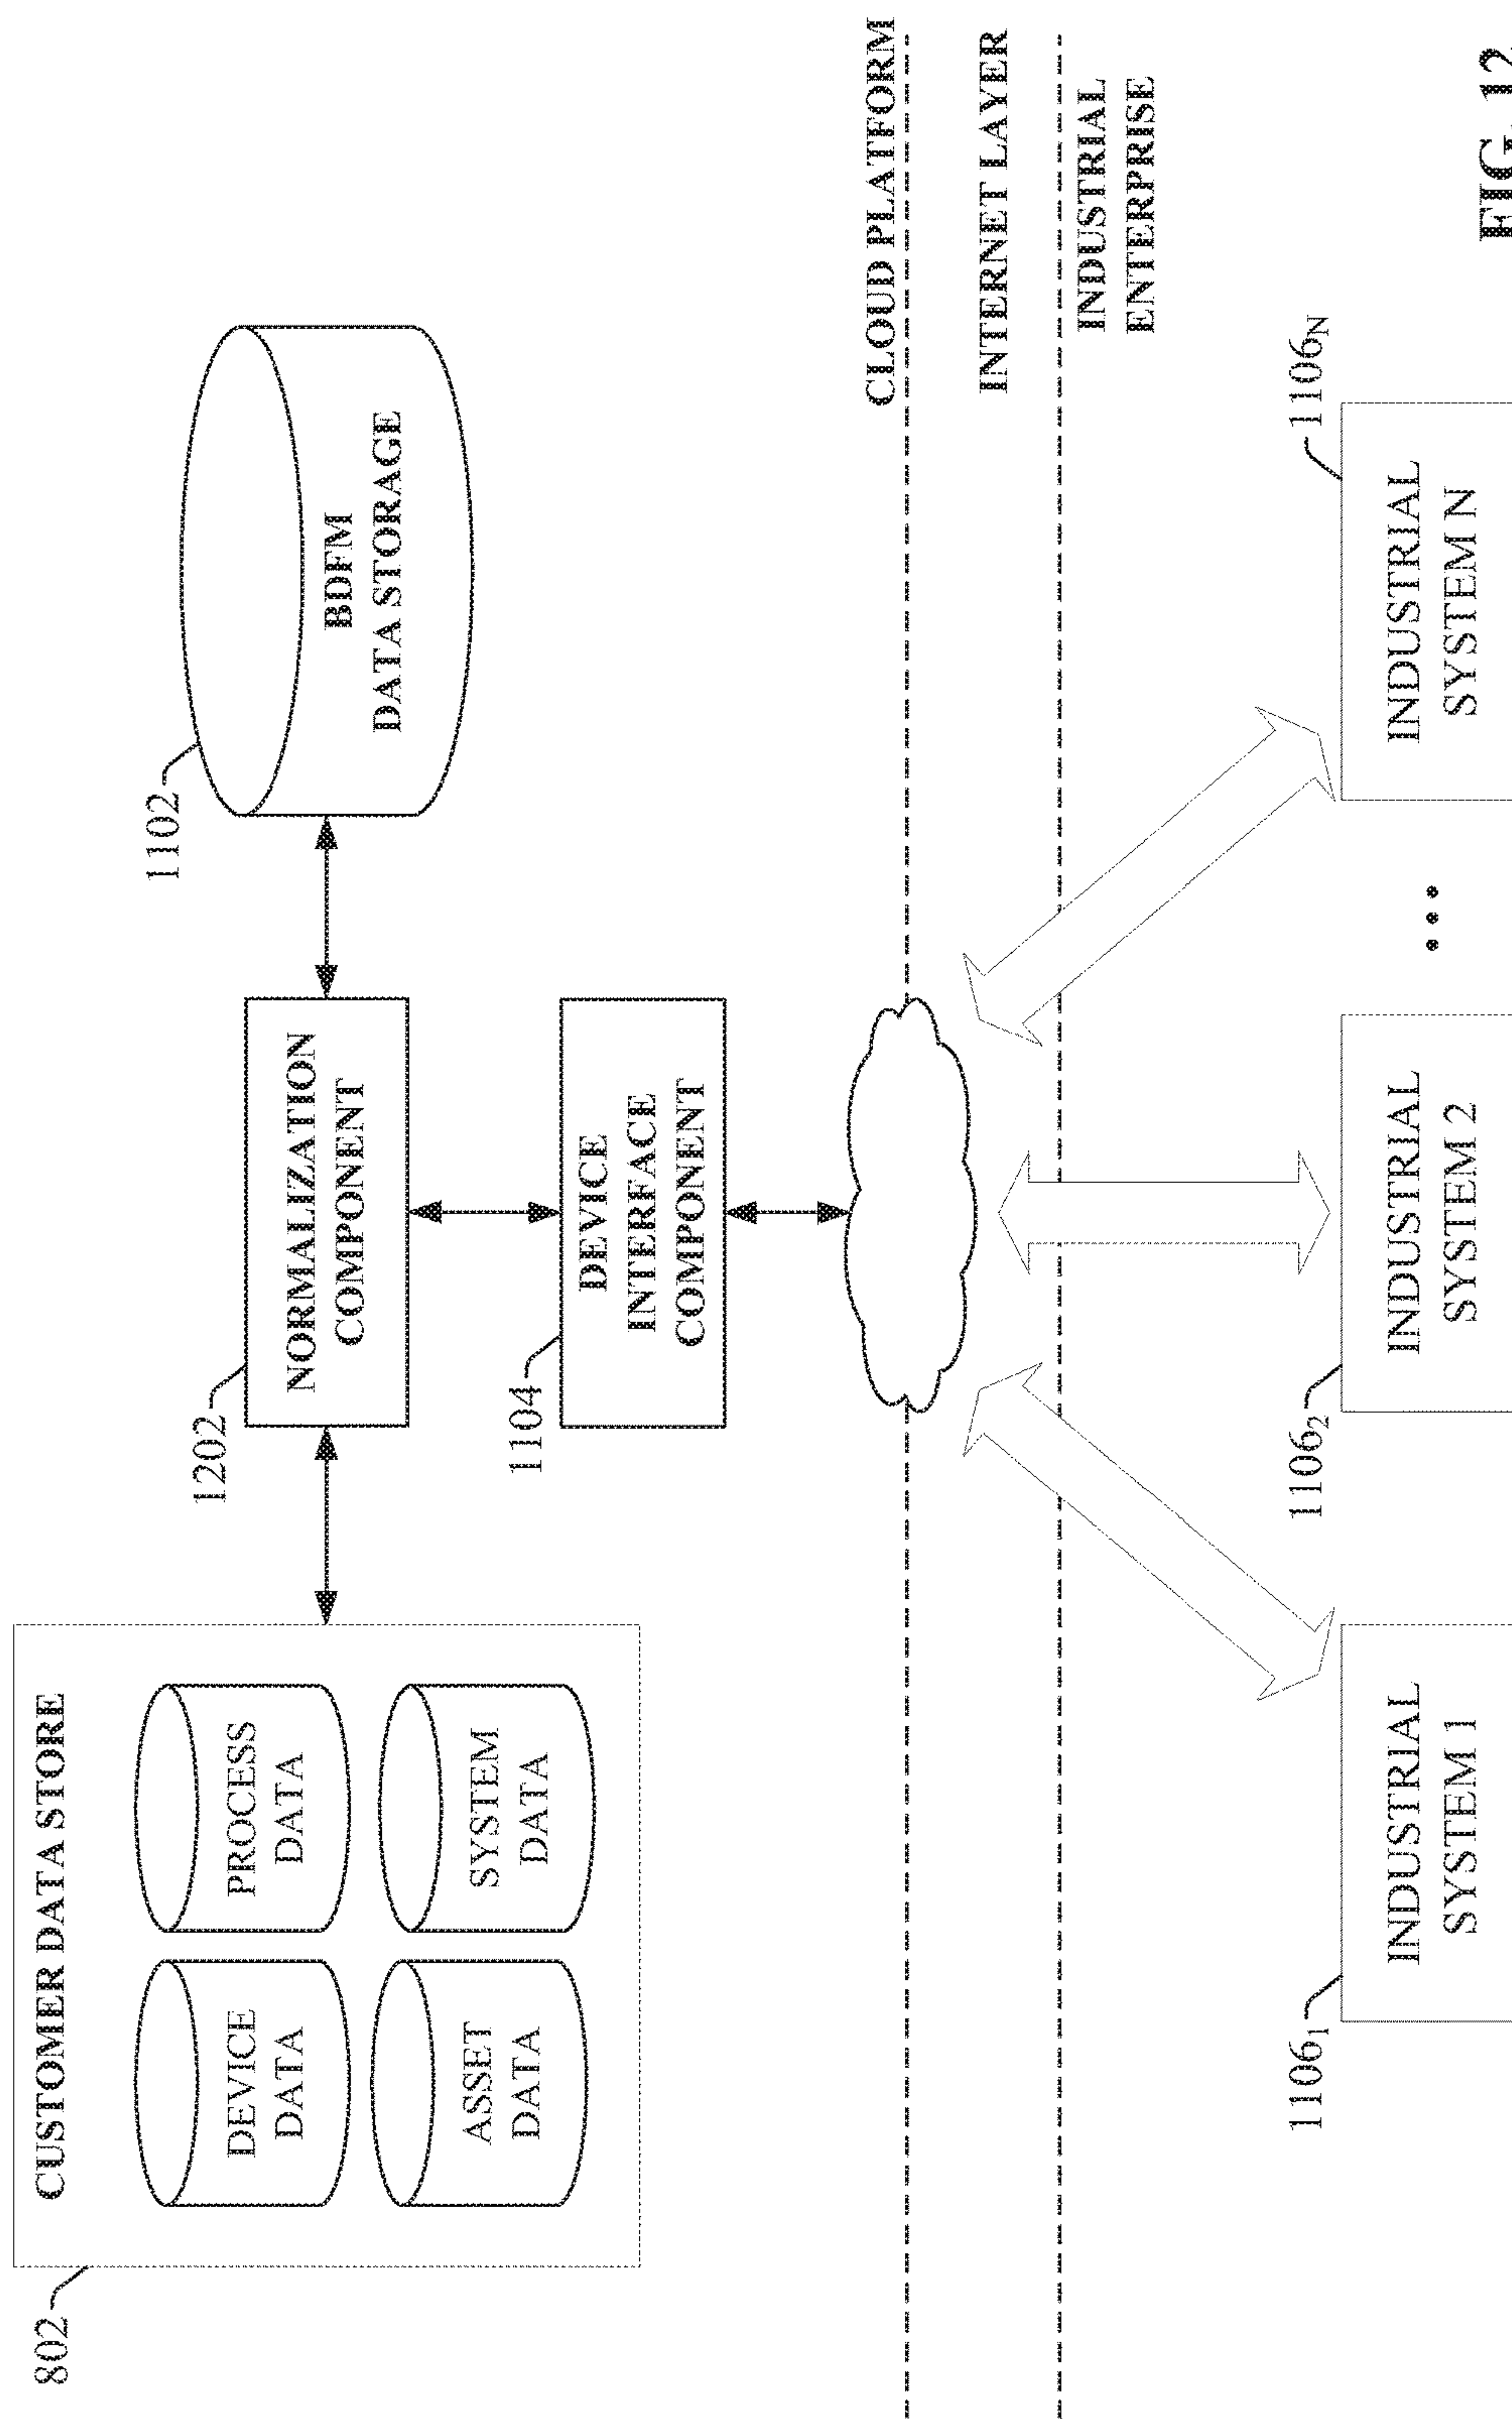 802
CUSTOMER DATA STORE
DEVICE
DATA
PROCESS
DATA
ASSET
DATA
SYSTEM
DATA
1202
NORMALIZATION
COMPONENT
1102
BDFM
DATA STORAGE
1104
DEVICE
INTERFACE
COMPONENT
CLOUD PLATFORM
INTERNET LAYER
INDUSTRIAL
ENTERPRISE
1106₁
INDUSTRIAL
SYSTEM 1
1106₂
INDUSTRIAL
SYSTEM 2
...
1106N
INDUSTRIAL
SYSTEM N
FIG. 12